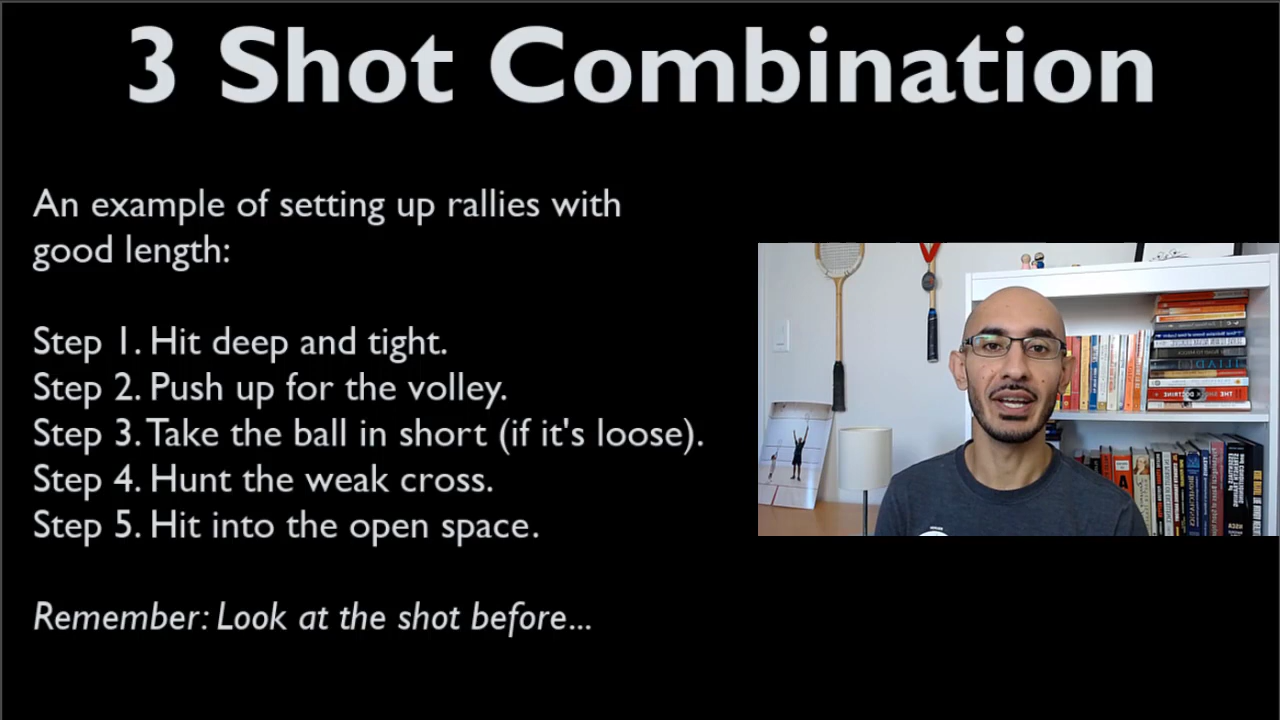 3 Shot Combination
An example of setting up rallies with
good length:
Step 1. Hit deep and tight.
Step 2. Push up for the volley.
Step 3. Take the ball in short (if it's loose).
Step 4. Hunt the weak cross.
Step 5. Hit into the open space.
Remember: Look at the shot before...